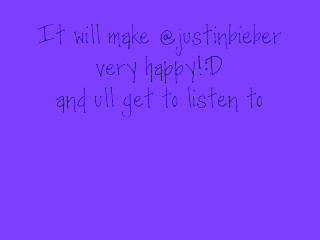 It will make @justinbieber
very happy!:D
and ull get to listen to